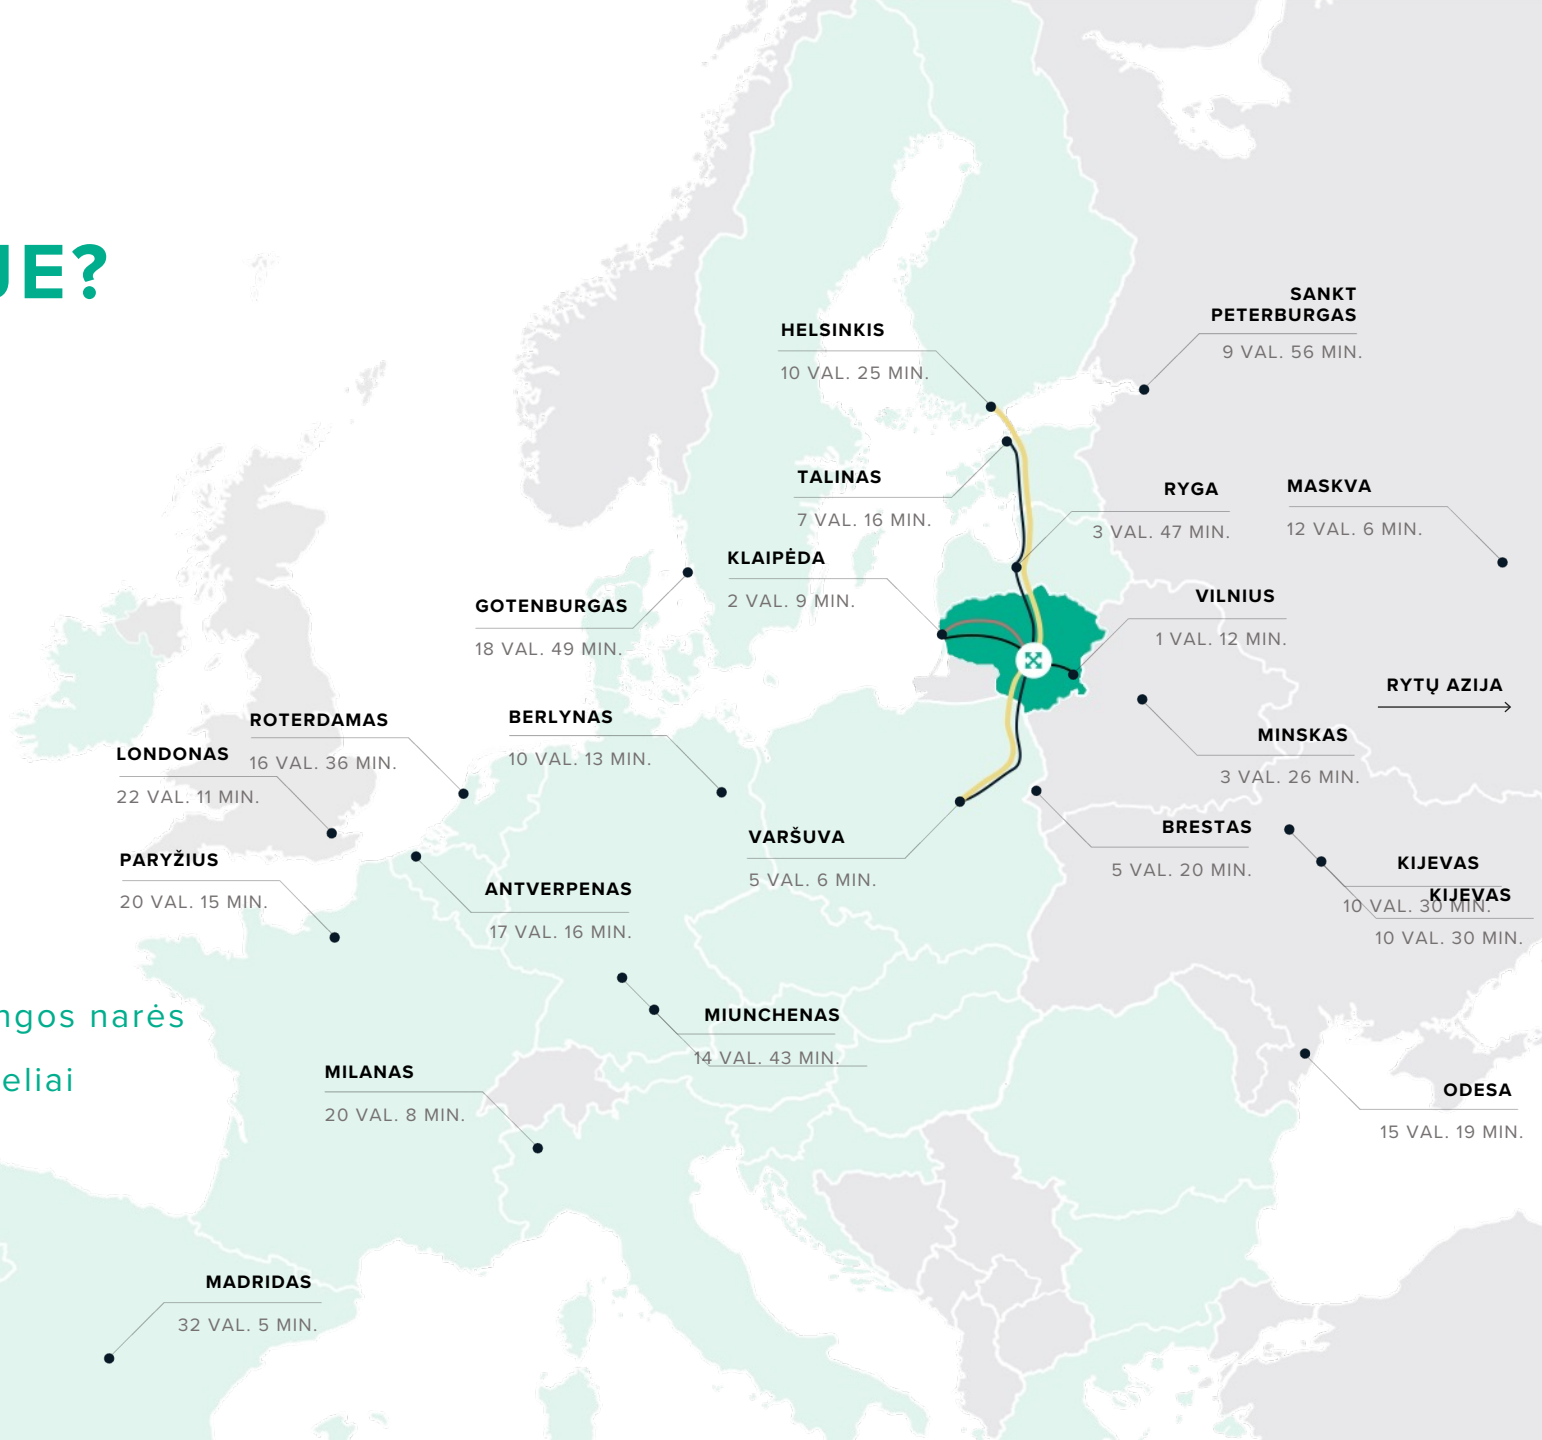 UE?
SANKT
PETERBURGAS
9 VAL. 56 MIN.
HELSINKIS
10 VAL. 25 MIN.
TALINAS
7 VAL. 16 MIN.
RYGA
3 VAL. 47 MIN.
MASKVA
12 VAL. 6 MIN.
KLAIPĖDA
2 VAL. 9 MIN.
GOTENBURGAS
18 VAL. 49 MIN.
VILNIUS
1 VAL. 12 MIN.
RYTŲ AZIJA
ROTERDAMAS
16 VAL. 36 MIN.
BERLYNAS
10 VAL. 13 MIN.
MINSKAS
3 VAL. 26 MIN.
LONDONAS
22 VAL. 11 MIN.
VARŠUVA
5 VAL. 6 MIN.
BRESTAS
5 VAL. 20 MIN.
PARYŽIUS
20 VAL. 15 MIN.
KIJEVAS
10 VAL. 30 MIN.
KIJEVAS
10 VAL. 30 MIN.
ANTVERPENAS
17 VAL. 16 MIN.
ngos narės
eliai
MIUNCHENAS
14 VAL. 43 MIN.
MILANAS
20 VAL. 8 MIN.
ODESA
15 VAL. 19 MIN.
MADRIDAS
32 VAL. 5 MIN.